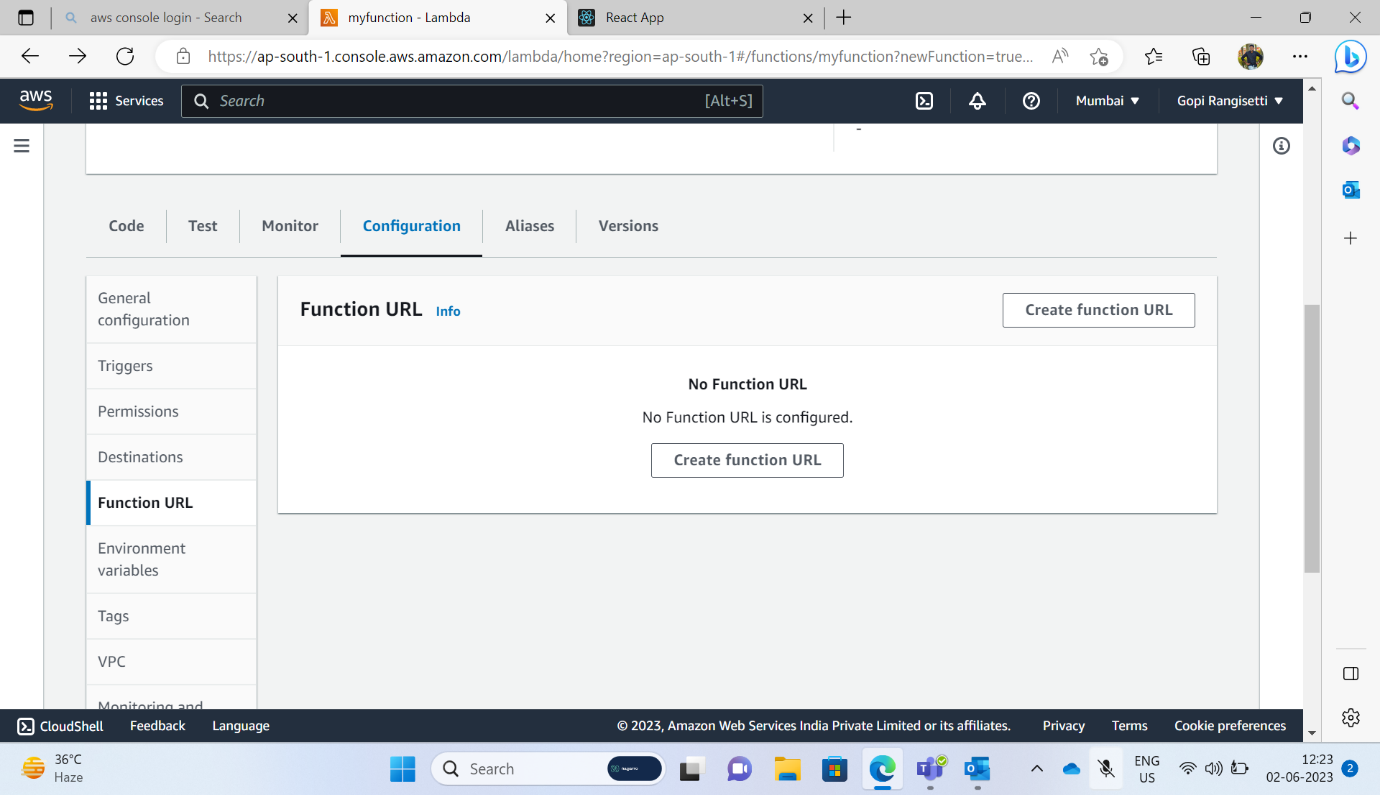 aws console login - Search
myfunction - Lambda
React App
https://ap-south-1.console.aws.amazon.com/lambda/home?region=ap-south-1#/functions/myfunction?newFunction=true...
aws
Services
Search
[Alt+S]
Mumbai
Gopi Rangisetti
-
Code
Test
Monitor
Configuration
Aliases
Versions
General
configuration
Triggers
Permissions
Destinations
Function URL
Environment
variables
Tags
VPC
Monitoring and
Function URL Info
Create function URL
No Function URL
No Function URL is configured.
Create function URL
CloudShell
Feedback
Language
© 2023, Amazon Web Services India Private Limited or its affiliates.
Privacy
Terms
Cookie preferences
36°C
Haze
Search
ENG
US
12:23
02-06-2023
2